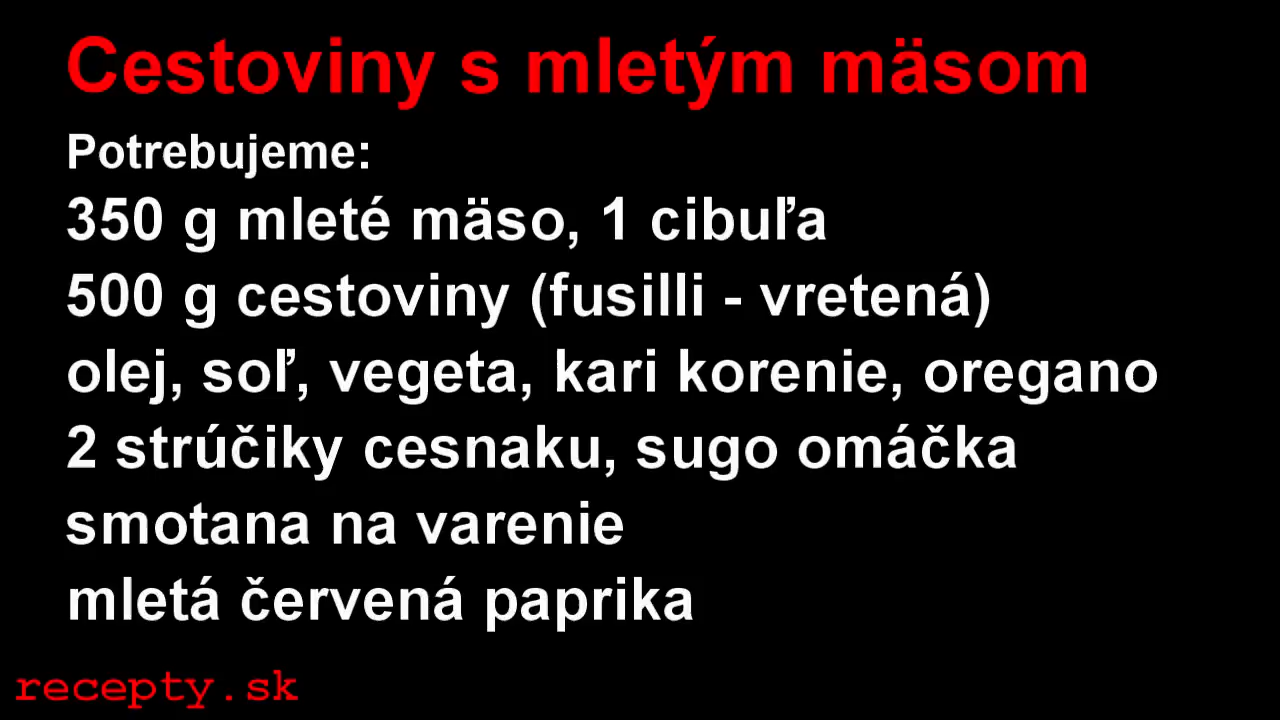 Cestoviny s mletým mäsom
Potrebujeme:
350 g mleté mäso, 1 cibuľa
500 g cestoviny (fusilli - vretená)
olej, soľ, vegeta, kari korenie, oregano
2 strúčiky cesnaku, sugo omáčka
smotana na varenie
mletá červená paprika
recepty.sk